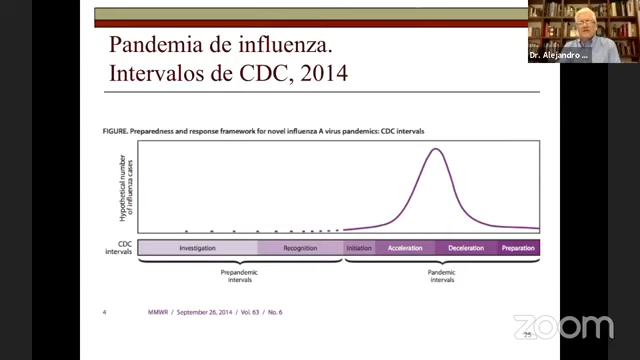 Pandemia de influenza.
Intervalos de CDC, 2014
Dr. Alejandro ...
FIGURE. Preparedness and response framework for novel influenza A virus pandemics: CDC intervals
Hypothetical number
of influenza cases
CDC
intervals
Investigation
Recognition
Initiation
Acceleration
Deceleration
Preparation
Prepandemic
intervals
Pandemic
intervals
4 MMWR / September 26, 2014 / Vol. 63 / No. 6
zoom
25